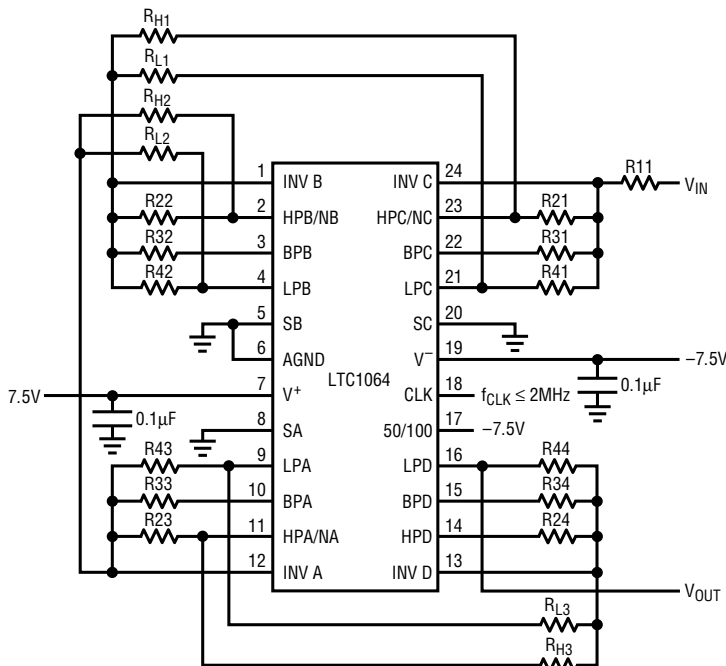 RH1
RL1
RH2
RL2
1 INV B INV C 24 R11 VIN
R22 2 HPB/NB HPC/NC 23 R21
R32 3 BPB BPC 22 R31
R42 4 LPB LPC 21 R41
5 SB SC 20
6 AGND V– 19 –7.5V
LTC1064
7.5V 7 V+ CLK 18 fCLK ≤ 2MHz 0.1µF
0.1µF 8 SA 50/100 17 –7.5V
R43 9 LPA LPD 16 R44
R33 10 BPA BPD 15 R34
R23 11 HPA/NA HPD 14 R24
12 INV A INV D 13
VOUT
RL3
RH3